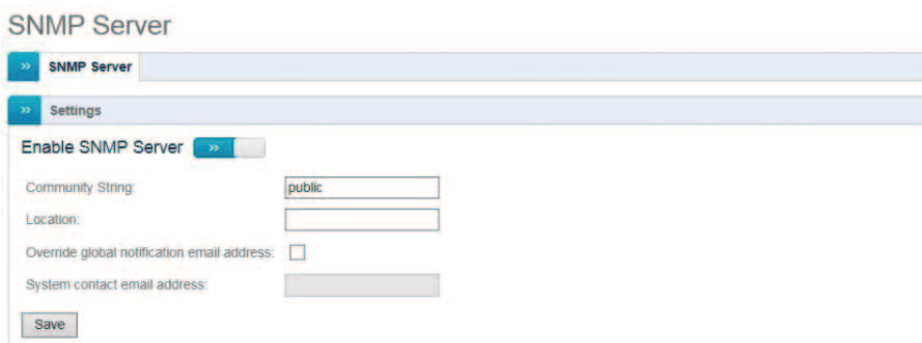 SNMP Server
SNMP Server
Settings
Enable SNMP Server
Community String: public
Location:
Override global notification email address:
System contact email address:
Save